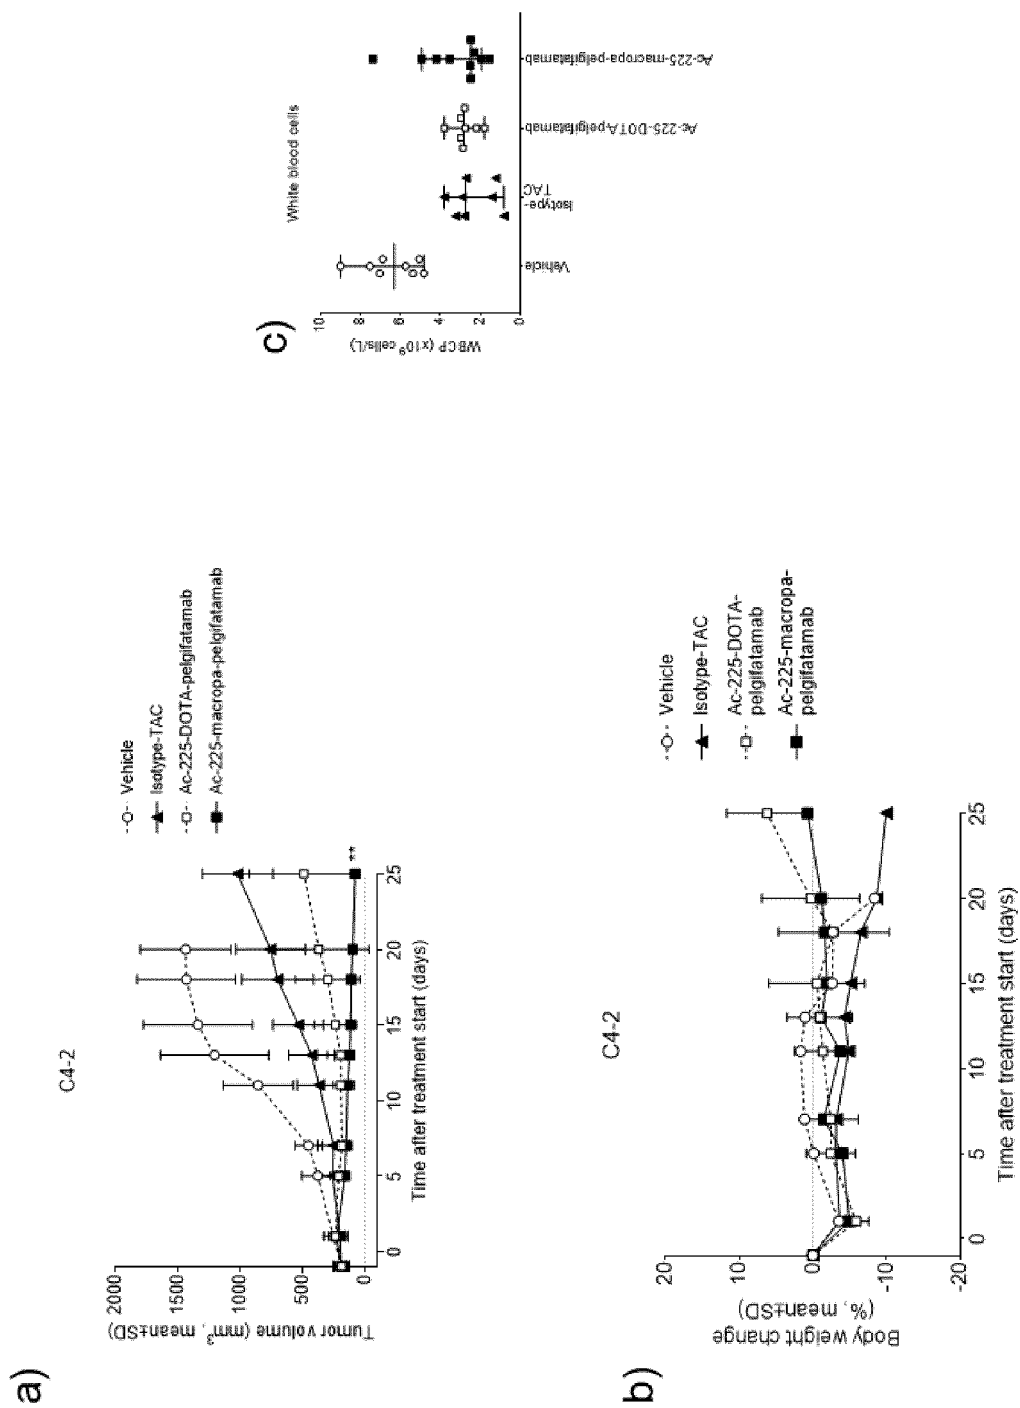 a)
C4-2
Tumor volume (mm³, mean±SD)
2000
1500
1000
500
0
0
5
10
15
20
25
Time after treatment start (days)
**
Vehicle
Isotype-TAC
Ac-225-DOTA-pelgifatamab
Ac-225-macropa-pelgifatamab
b)
C4-2
Body weight change
(%, mean±SD)
20
10
0
-10
-20
0
5
10
15
20
25
Time after treatment start (days)
Vehicle
Isotype-TAC
Ac-225-DOTA-
pelgifatamab
Ac-225-macropa-
pelgifatamab
c)
White blood cells
WBCP (x10⁹ cells/L)
10
8
6
4
2
0
Vehicle
Isotype-
TAC
Ac-225-DOTA-pelgifatamab
Ac-225-macropa-pelgifatamab